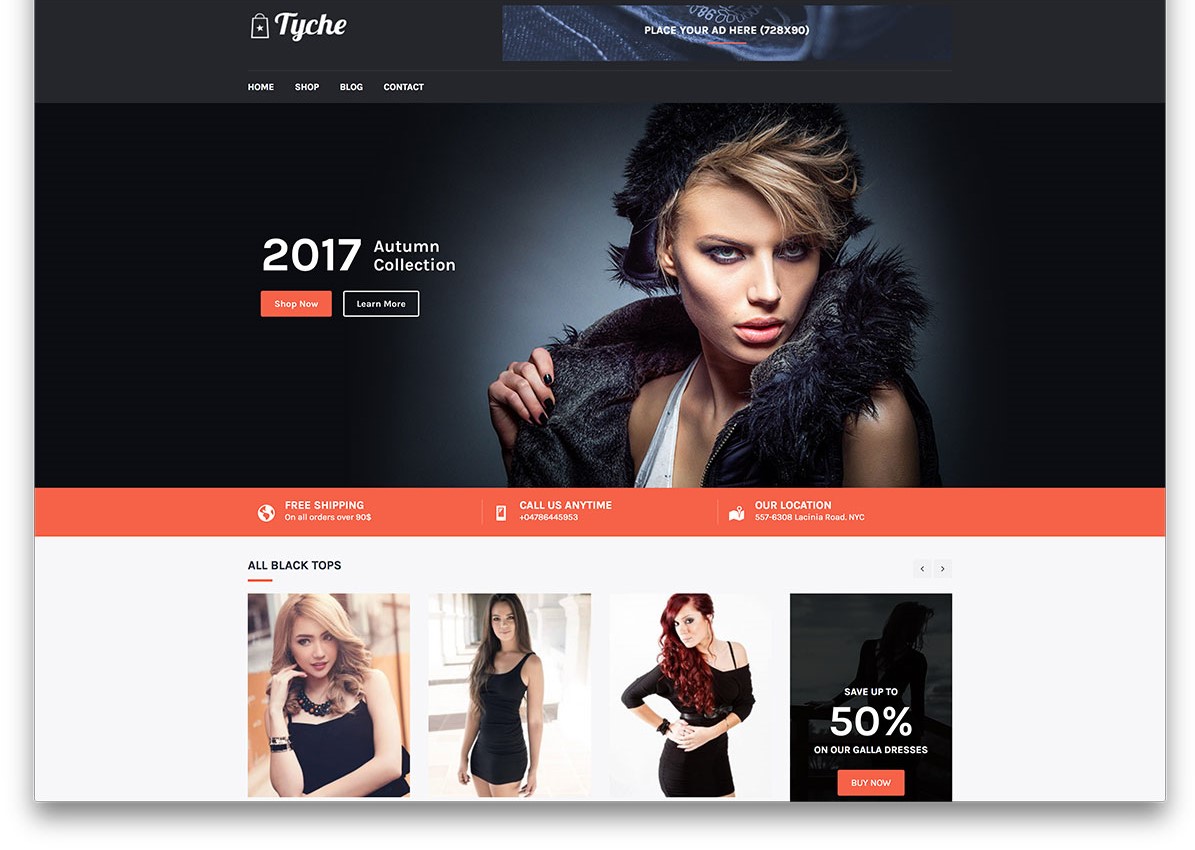 Tyche
PLACE YOUR AD HERE (728X90)
HOME SHOP BLOG CONTACT
2017 Autumn
Collection
Shop Now Learn More
FREE SHIPPING
On all orders over 90$
CALL US ANYTIME
+04786445953
OUR LOCATION
557-6308 Lacinia Road, NYC
ALL BLACK TOPS
SAVE UP TO
50%
ON OUR GALLA DRESSES
BUY NOW